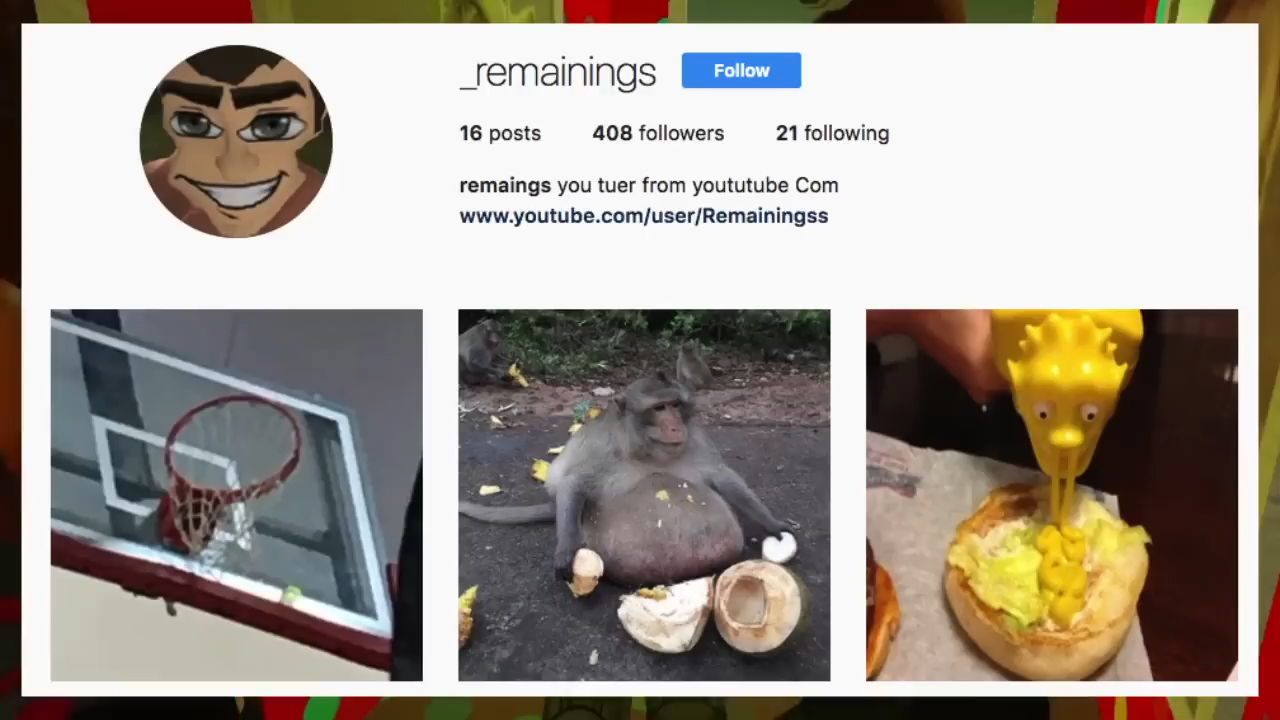 _remainings Follow
16 posts 408 followers 21 following
remaings you tuer from yoututube Com
www.youtube.com/user/Remainingss